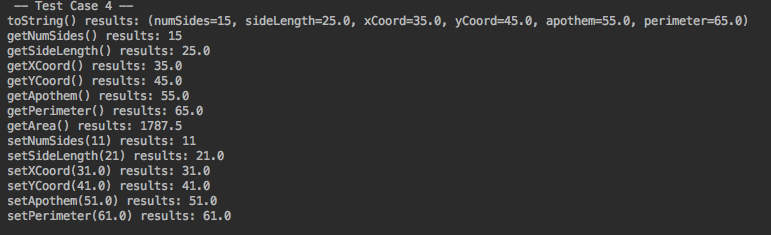 -- Test Case 4 --
toString() results: (numSides=15, sideLength=25.0, xCoord=35.0, yCoord=45.0, apothem=55.0, perimeter=65.0)
getNumSides() results: 15
getSideLength() results: 25.0
getXCoord() results: 35.0
getYCoord() results: 45.0
getApothem() results: 55.0
getPerimeter() results: 65.0
getArea() results: 1787.5
setNumSides(11) results: 11
setSideLength(21) results: 21.0
setXCoord(31.0) results: 31.0
setYCoord(41.0) results: 41.0
setApothem(51.0) results: 51.0
setPerimeter(61.0) results: 61.0